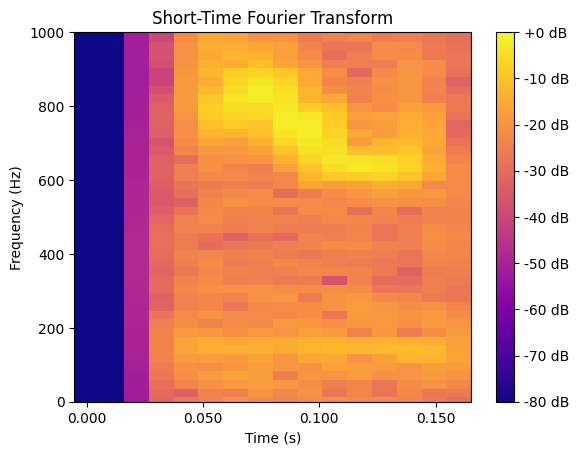 Short-Time Fourier Transform
1000
800
600
400
200
0
Frequency (Hz)
0.000
0.050
0.100
0.150
Time (s)
+0 dB
-10 dB
-20 dB
-30 dB
-40 dB
-50 dB
-60 dB
-70 dB
-80 dB